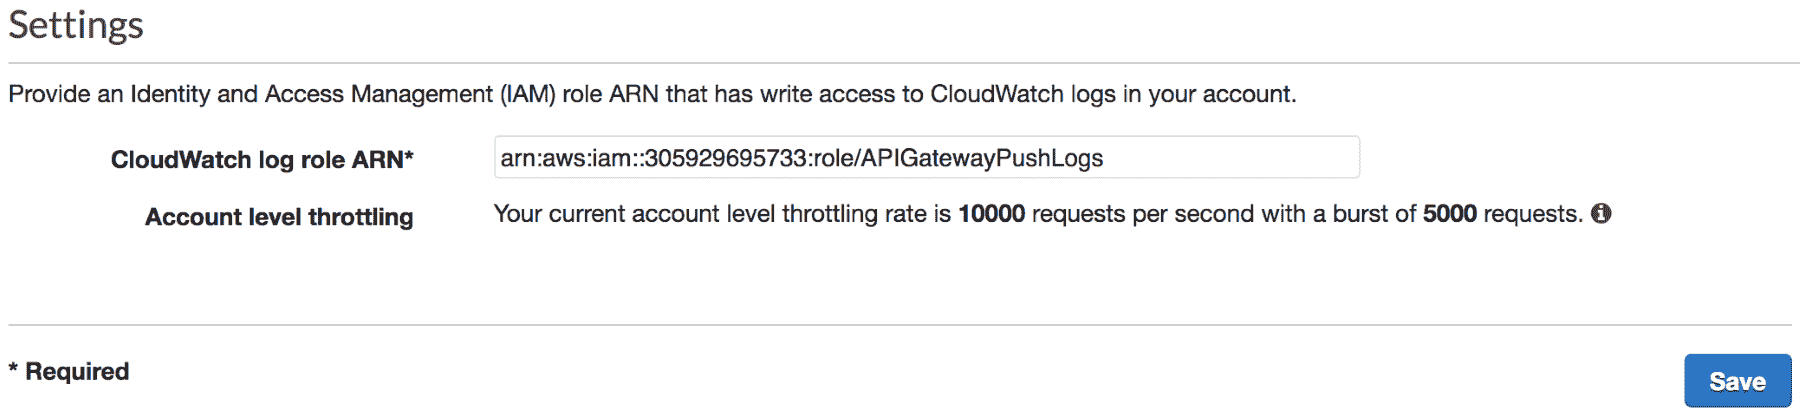 Settings
Provide an Identity and Access Management (IAM) role ARN that has write access to CloudWatch logs in your account.
CloudWatch log role ARN* arn:aws:iam::305929695733:role/APIGatewayPushLogs
Account level throttling Your current account level throttling rate is 10000 requests per second with a burst of 5000 requests.
* Required
Save